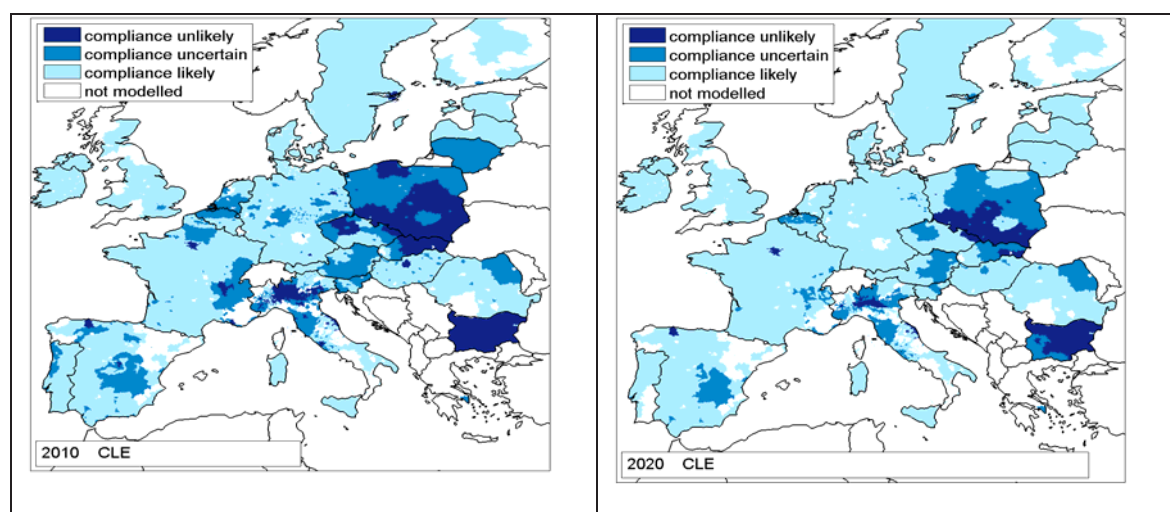 compliance unlikely
compliance uncertain
compliance likely
not modelled
2010 CLE
compliance unlikely
compliance uncertain
compliance likely
not modelled
2020 CLE